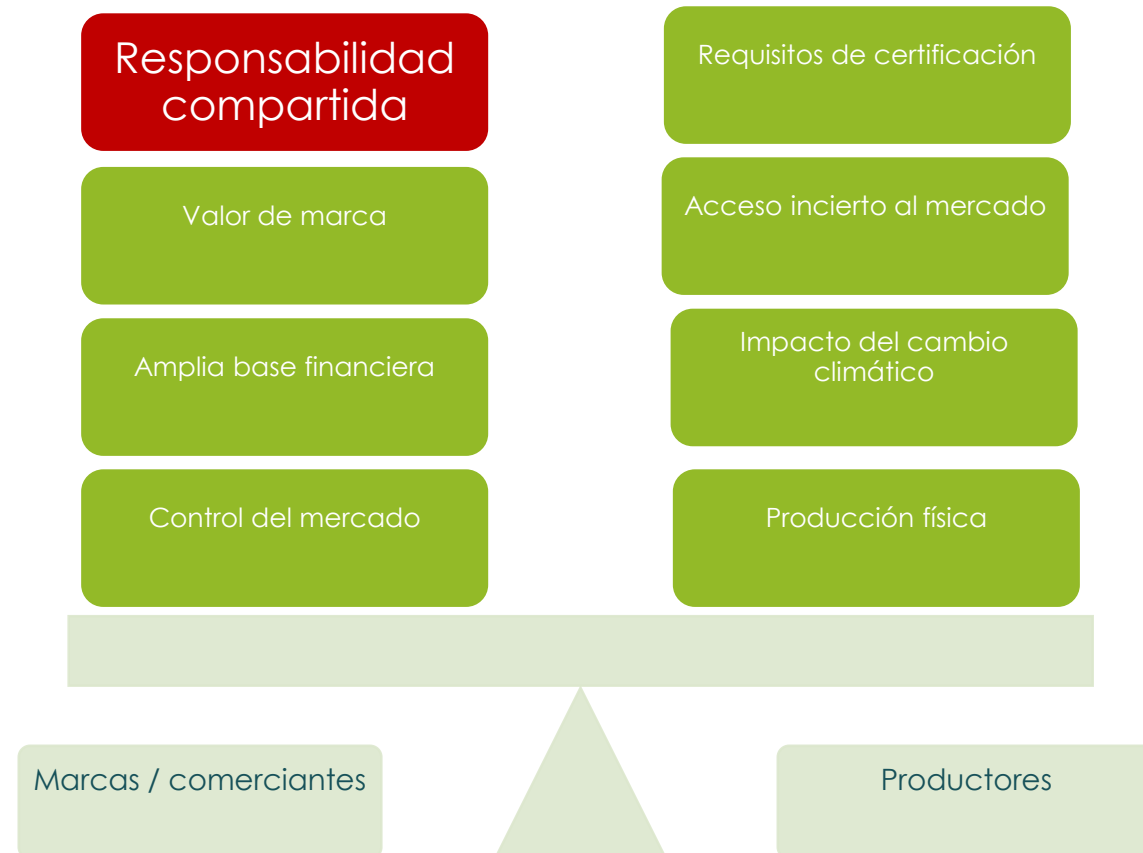 Responsabilidad
compartida
Valor de marca
Amplia base financiera
Control del mercado
Requisitos de certificación
Acceso incierto al mercado
Impacto del cambio
climático
Producción física
Marcas / comerciantes
Productores